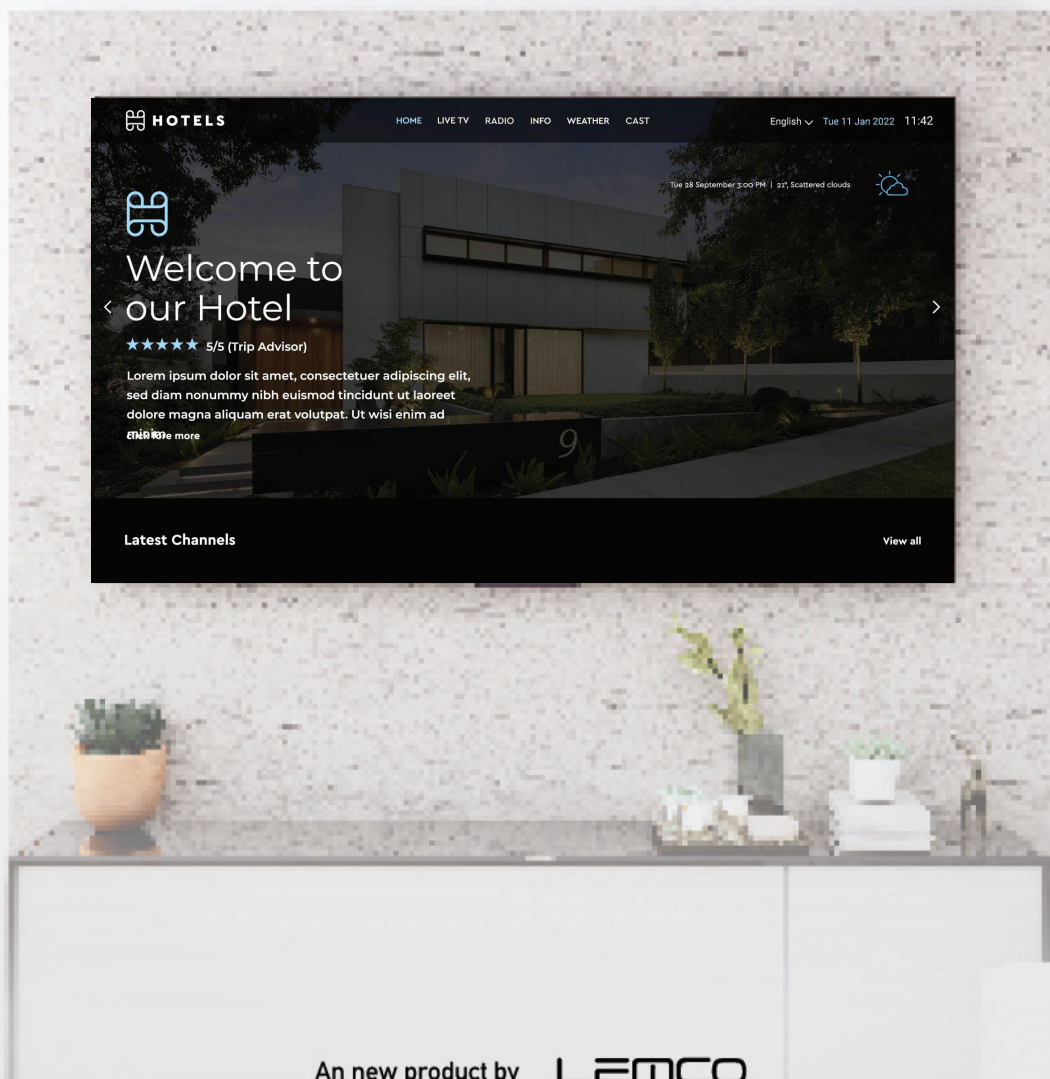 HOTELS
HOME LIVE TV RADIO INFO WEATHER CAST
English Tue 11 Jan 2022 11:42
Tue 28 September 3:00 PM | 21°, Scattered clouds
Welcome to
our Hotel
5/5 (Trip Advisor)
Lorem ipsum dolor sit amet, consectetuer adipiscing elit,
sed diam nonummy nibh euismod tincidunt ut laoreet
dolore magna aliquam erat volutpat. Ut wisi enim ad
more
9
Latest Channels
View all
An new product by LEMCO